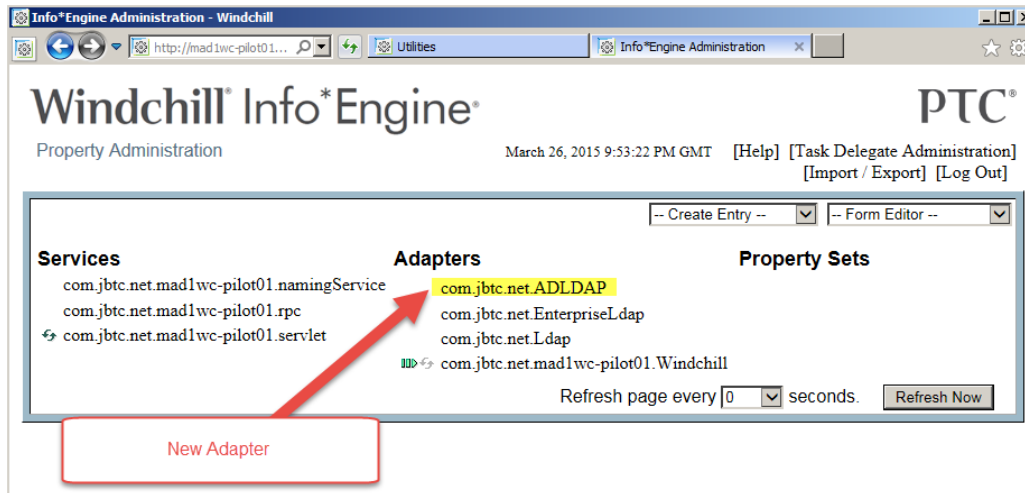 Info*Engine Administration - Windchill
http://mad1wc-pilot01...
Utilities
Info*Engine Administration
Windchill® Info*Engine®
PTC®
Property Administration
March 26, 2015 9:53:22 PM GMT [Help] [Task Delegate Administration]
[Import / Export] [Log Out]
-- Create Entry -- -- Form Editor --
Services
Adapters
Property Sets
com.jbtc.net.mad1wc-pilot01.namingService
com.jbtc.net.mad1wc-pilot01.rpc
com.jbtc.net.mad1wc-pilot01.servlet
com.jbtc.net.ADLDAP
com.jbtc.net.EnterpriseLdap
com.jbtc.net.Ldap
com.jbtc.net.mad1wc-pilot01.Windchill
Refresh page every 0 seconds. Refresh Now
New Adapter